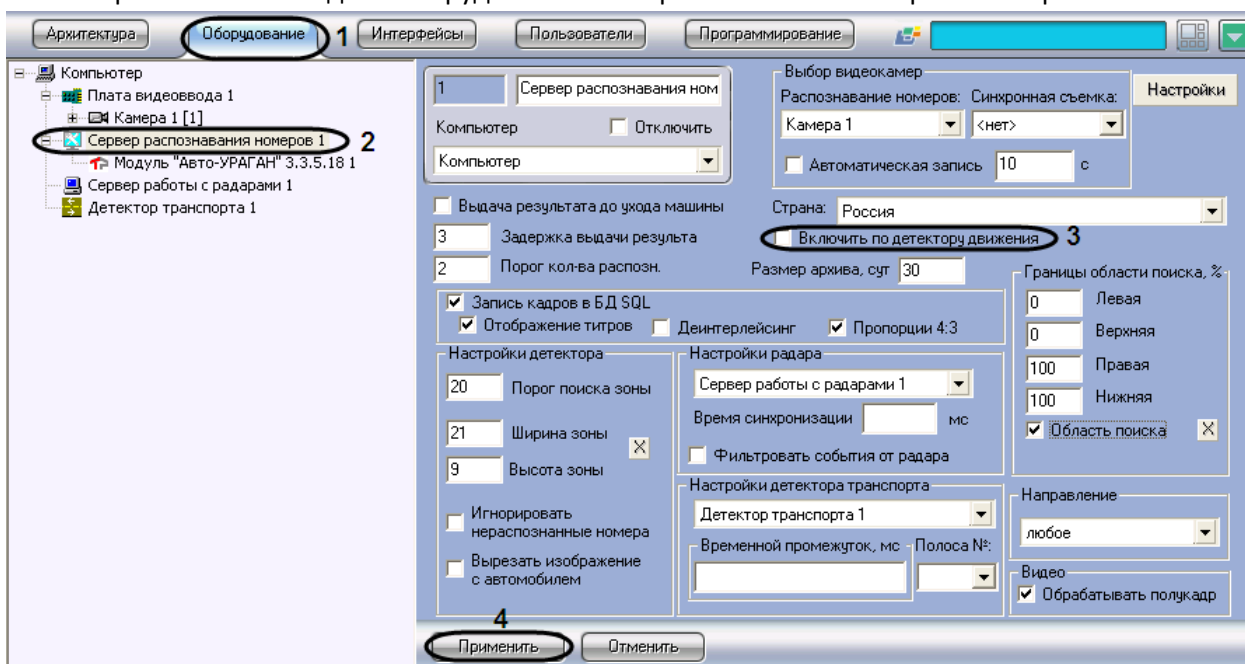 Архитектура Оборудование 1 Интерфейсы Пользователи Программирование
Компьютер
Плата видеоввода 1
Камера 1 [1]
Сервер распознавания номеров 1 2
Модуль "Авто-УРАГАН" 3.3.5.18 1
Сервер работы с радарами 1
Детектор транспорта 1
1 Сервер распознавания ном
Компьютер Отключить
Компьютер
Выбор видеокамер
Распознавание номеров: Синхронная съемка:
Камера 1 <нет>
Автоматическая запись 10 с
Настройки
Выдача результата до ухода машины
Страна: Россия
3 Задержка выдачи результа
Включить по детектору движения 3
2 Порог кол-ва распозн.
Размер архива, сут 30
Запись кадров в БД SQL
Отображение титров Деинтерлейсинг Пропорции 4:3
Границы области поиска, %
0 Левая
0 Верхняя
100 Правая
100 Нижняя
Область поиска X
Настройки детектора
20 Порог поиска зоны
21 Ширина зоны
X
9 Высота зоны
Игнорировать
нераспознанные номера
Вырезать изображение
с автомобилем
Настройки радара
Сервер работы с радарами 1
Время синхронизации мс
Фильтровать события от радара
Настройки детектора транспорта
Детектор транспорта 1
Временной промежуток, мс Полоса №:
Направление
любое
Видео
Обрабатывать полукадр
4
Применить Отменить